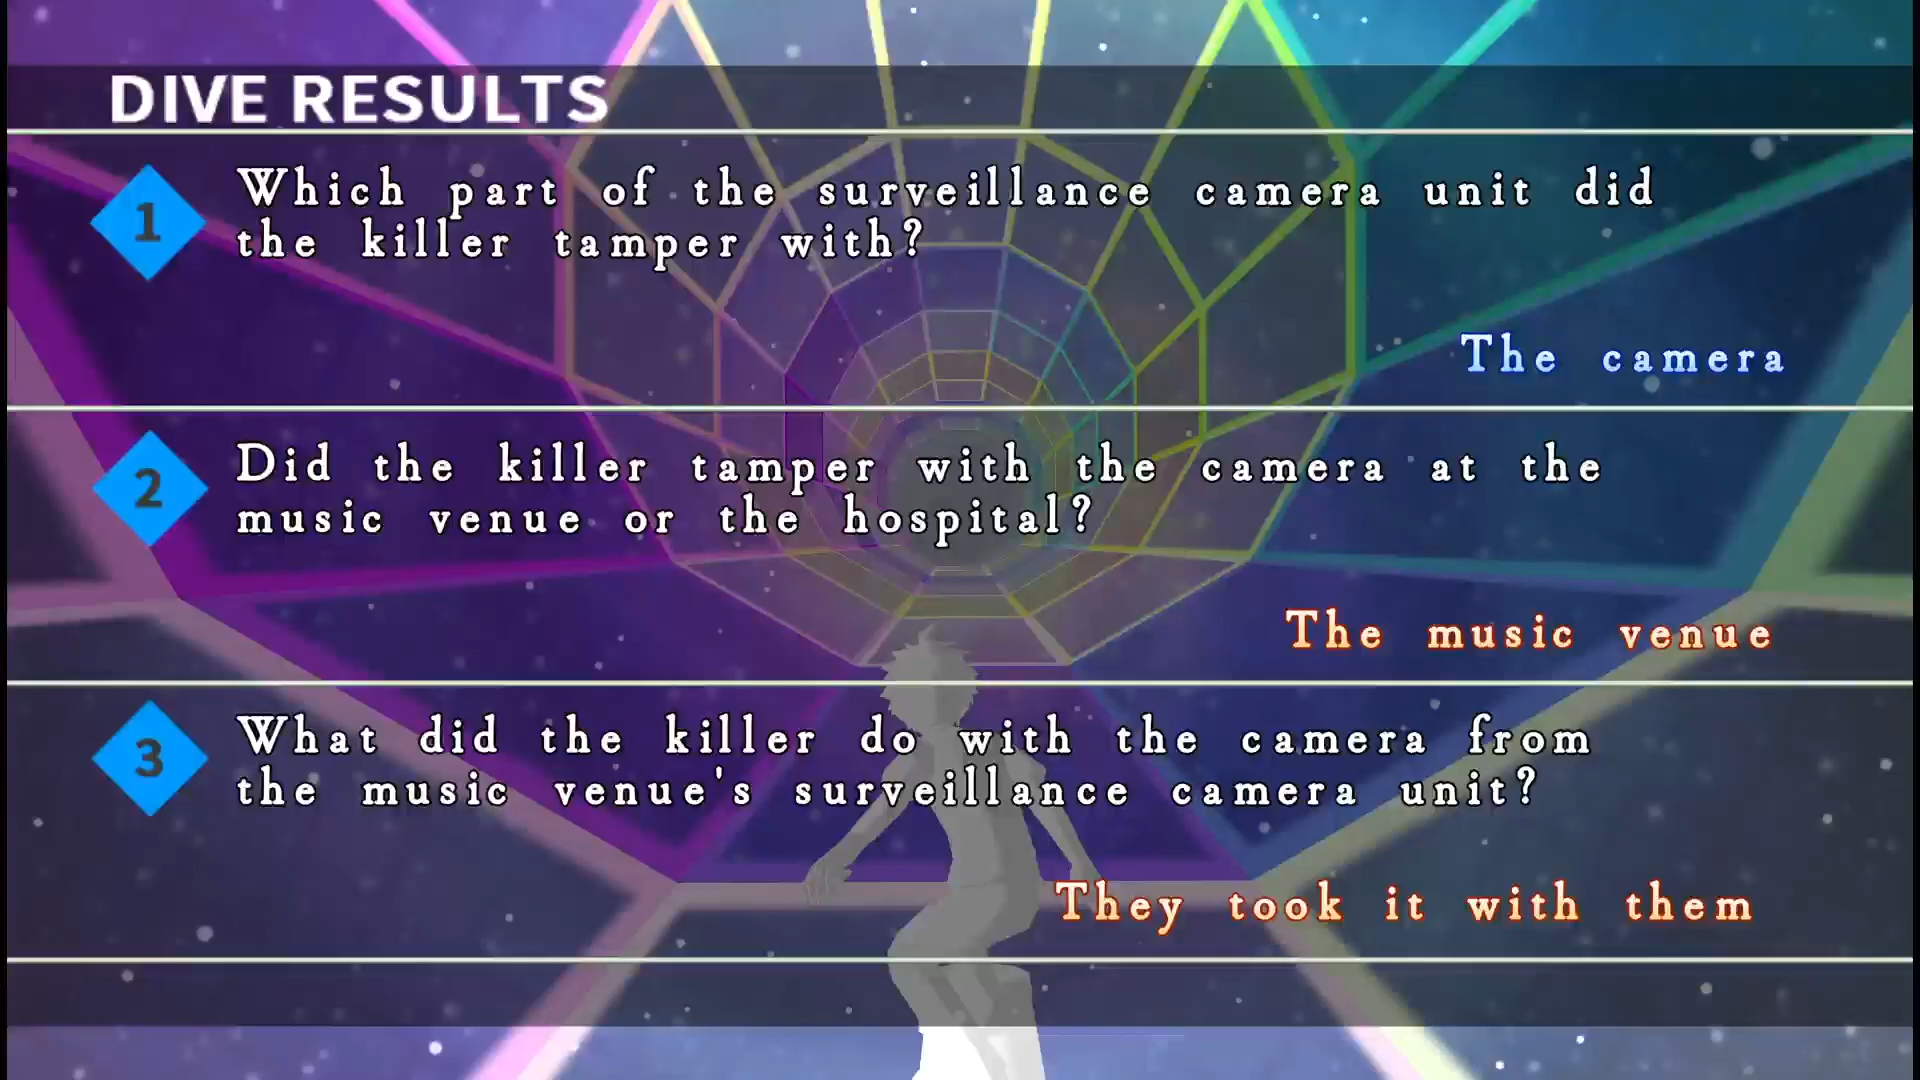 DIVE RESULTS
1
Which part of the surveillance camera unit did
the killer tamper with?
The camera
2
Did the killer tamper with the camera at the
music venue or the hospital?
The music venue
3
What did the killer do with the camera from
the music venue's surveillance camera unit?
They took it with them